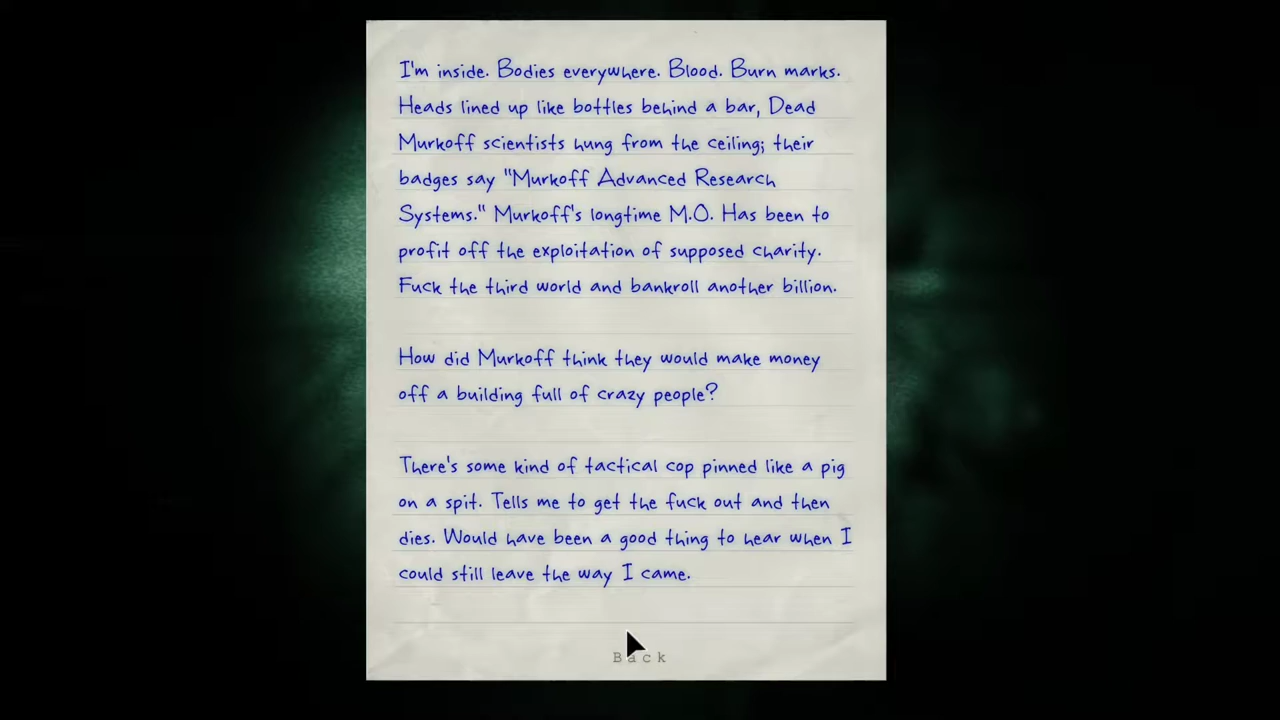 I'm inside. Bodies everywhere. Blood. Burn marks.
Heads lined up like bottles behind a bar, Dead
Murkoff scientists hung from the ceiling; their
badges say "Murkoff Advanced Research
Systems." Murkoff's longtime M.O. Has been to
profit off the exploitation of supposed charity.
Fuck the third world and bankroll another billion.
How did Murkoff think they would make money
off a building full of crazy people?
There's some kind of tactical cop pinned like a pig
on a spit. Tells me to get the fuck out and then
dies. Would have been a good thing to hear when I
could still leave the way I came.
Back